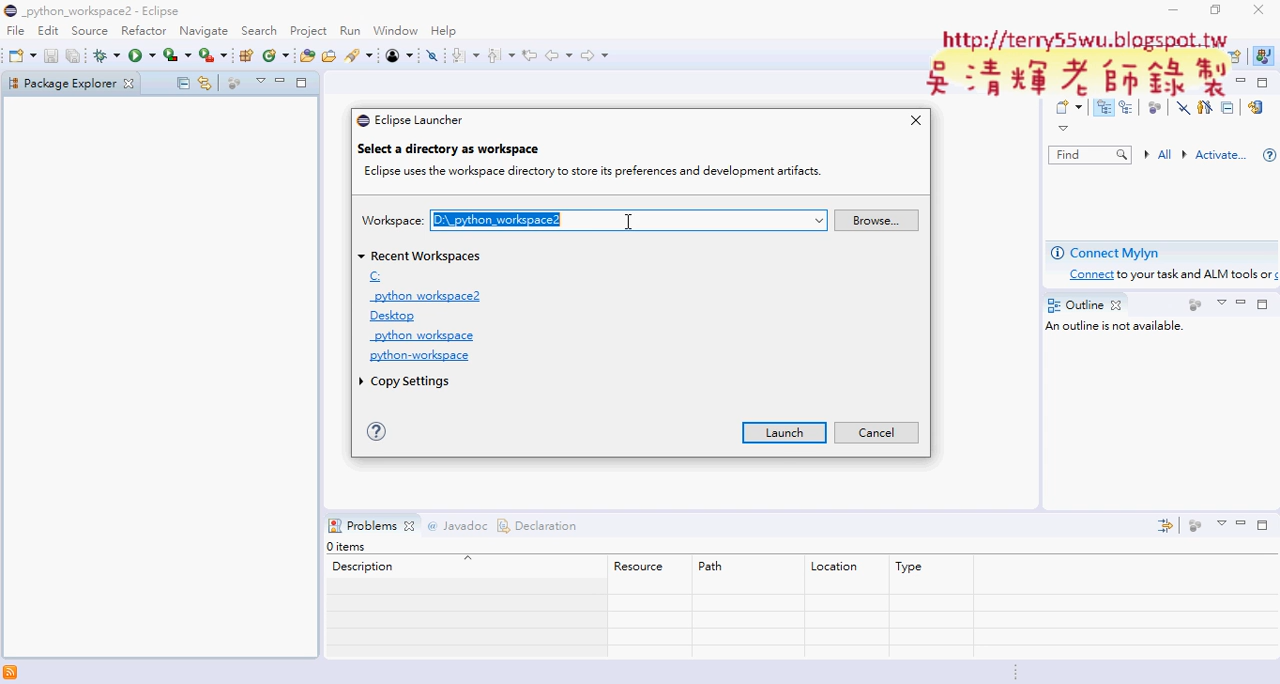 _python_workspace2 - Eclipse
File Edit Source Refactor Navigate Search Project Run Window Help
http://terry55wu.blogspot.tw
吳清輝老師錄製
Package Explorer
Eclipse Launcher
Select a directory as workspace
Eclipse uses the workspace directory to store its preferences and development artifacts.
Workspace: D:\_python_workspace2 Browse...
Recent Workspaces
C:
_python_workspace2
Desktop
_python_workspace
python-workspace
Copy Settings
Launch Cancel
Find All Activate...
Connect Mylyn
Connect to your task and ALM tools or c
Outline
An outline is not available.
Problems @ Javadoc Declaration
0 items
Description Resource Path Location Type